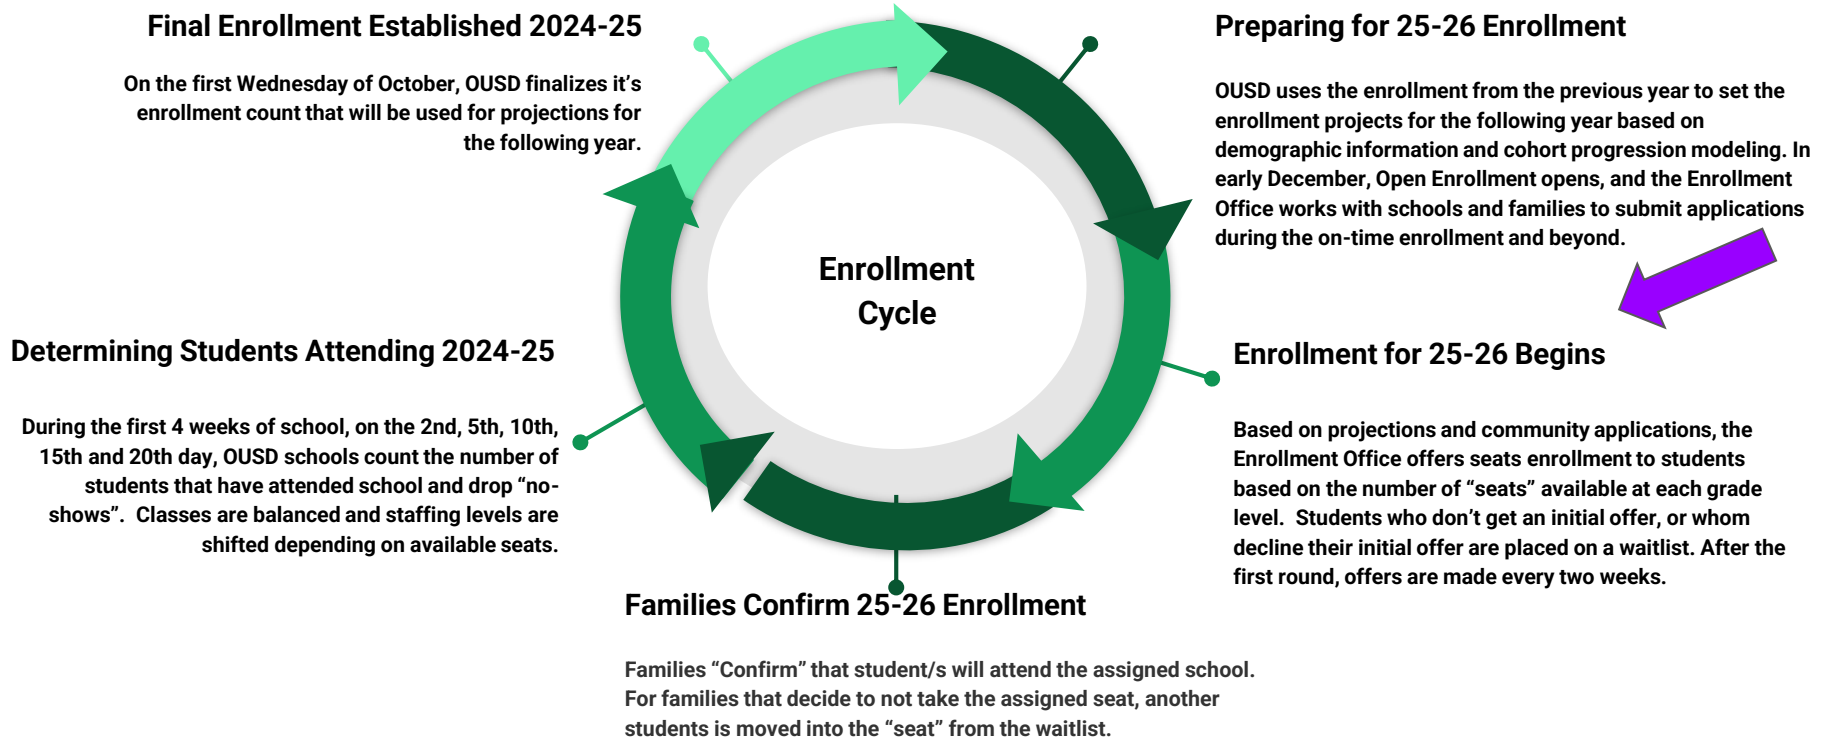 Final Enrollment Established 2024-25
On the first Wednesday of October, OUSD finalizes it’s
enrollment count that will be used for projections for
the following year.
Preparing for 25-26 Enrollment
OUSD uses the enrollment from the previous year to set the
enrollment projects for the following year based on
demographic information and cohort progression modeling. In
early December, Open Enrollment opens, and the Enrollment
Office works with schools and families to submit applications
during the on-time enrollment and beyond.
Enrollment
Cycle
Determining Students Attending 2024-25
During the first 4 weeks of school, on the 2nd, 5th, 10th,
15th and 20th day, OUSD schools count the number of
students that have attended school and drop “no-
shows”.  Classes are balanced and staffing levels are
shifted depending on available seats.
Enrollment for 25-26 Begins
Based on projections and community applications, the
Enrollment Office offers seats enrollment to students
based on the number of “seats” available at each grade
level.  Students who don’t get an initial offer, or whom
decline their initial offer are placed on a waitlist. After the
first round, offers are made every two weeks.
Families Confirm 25-26 Enrollment
Families “Confirm” that student/s will attend the assigned school.
For families that decide to not take the assigned seat, another
students is moved into the “seat” from the waitlist.